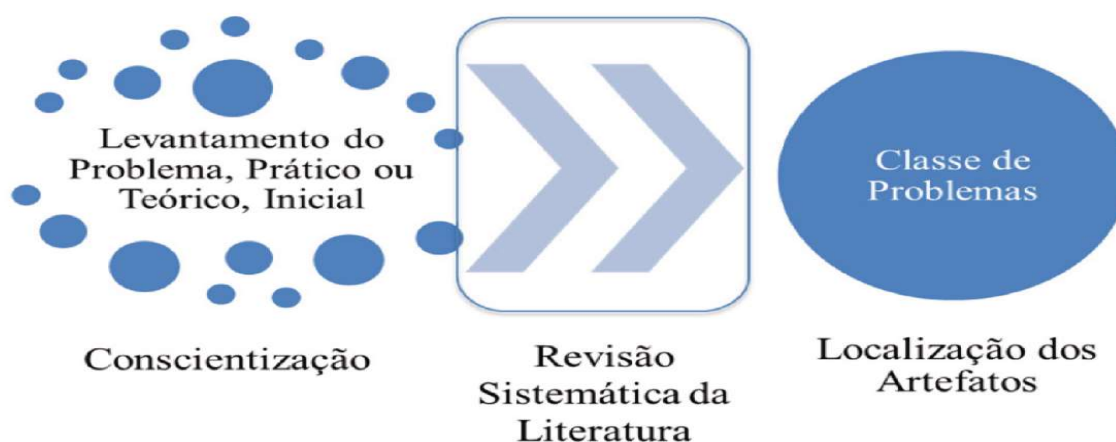 Levantamento do
Problema, Prático ou
Teórico, Inicial
Classe de
Problemas
Conscientização
Revisão
Sistemática da
Literatura
Localização dos
Artefatos